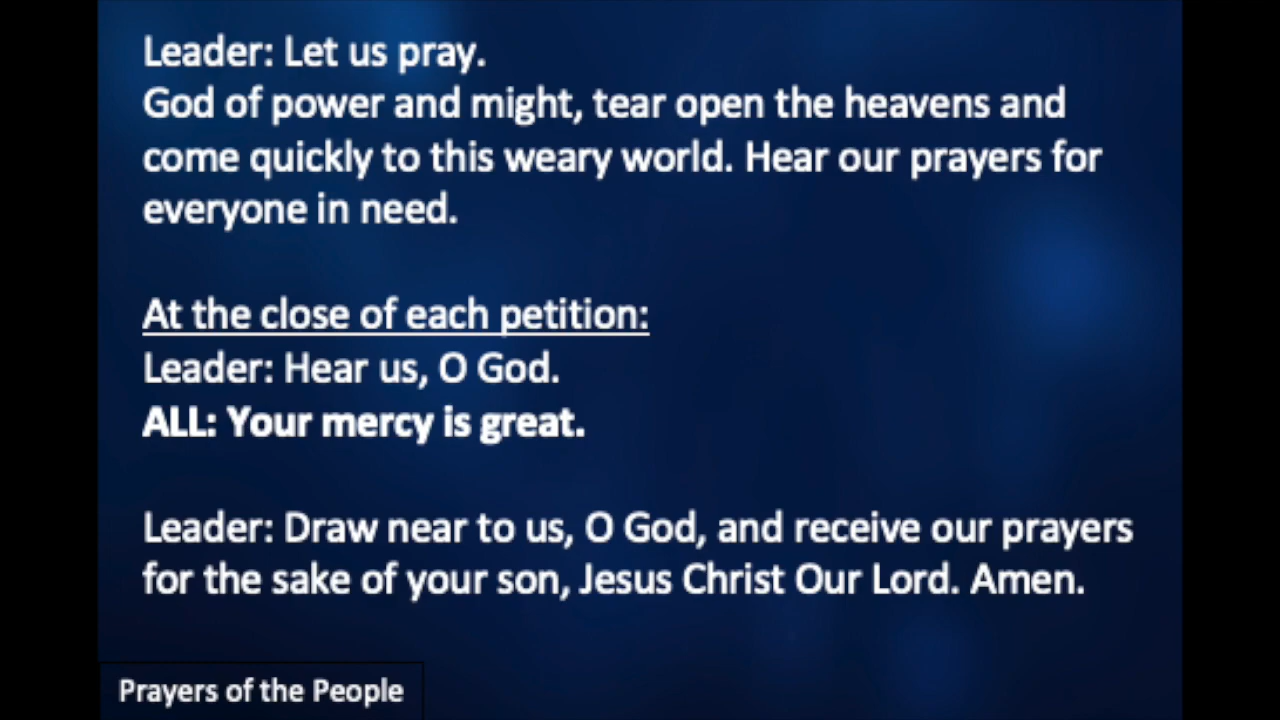 Leader: Let us pray.
God of power and might, tear open the heavens and
come quickly to this weary world. Hear our prayers for
everyone in need.
At the close of each petition:
Leader: Hear us, O God.
ALL: Your mercy is great.
Leader: Draw near to us, O God, and receive our prayers
for the sake of your son, Jesus Christ Our Lord. Amen.
Prayers of the People